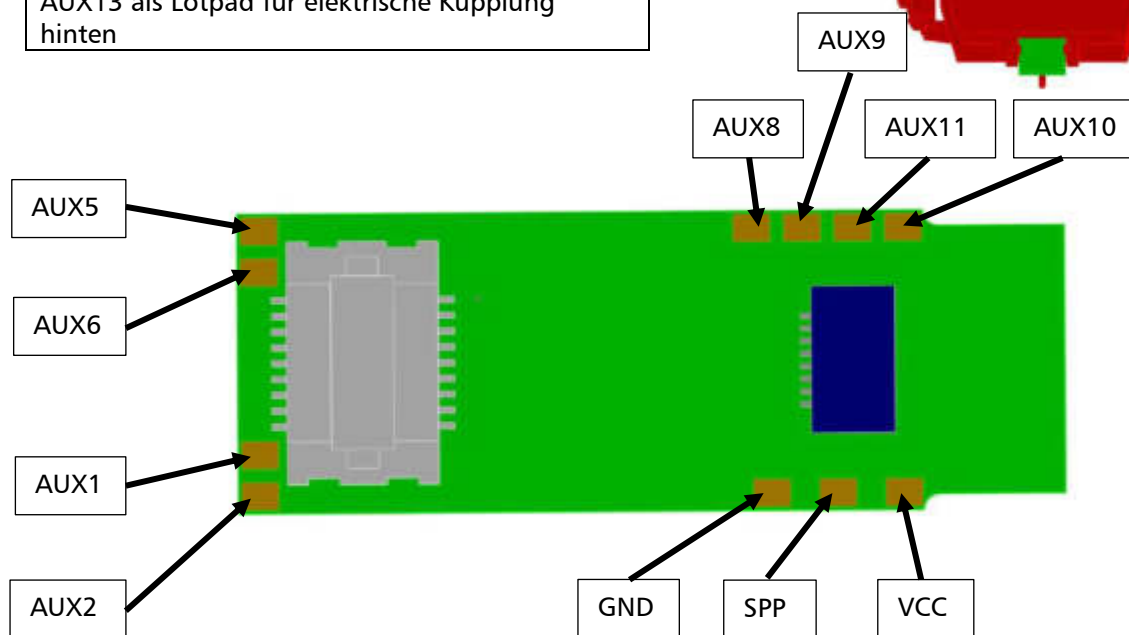 AUX13 als Lötpad für elektrische Kupplung
hinten
AUX9
AUX8
AUX11
AUX10
AUX5
AUX6
AUX1
AUX2
GND
SPP
VCC